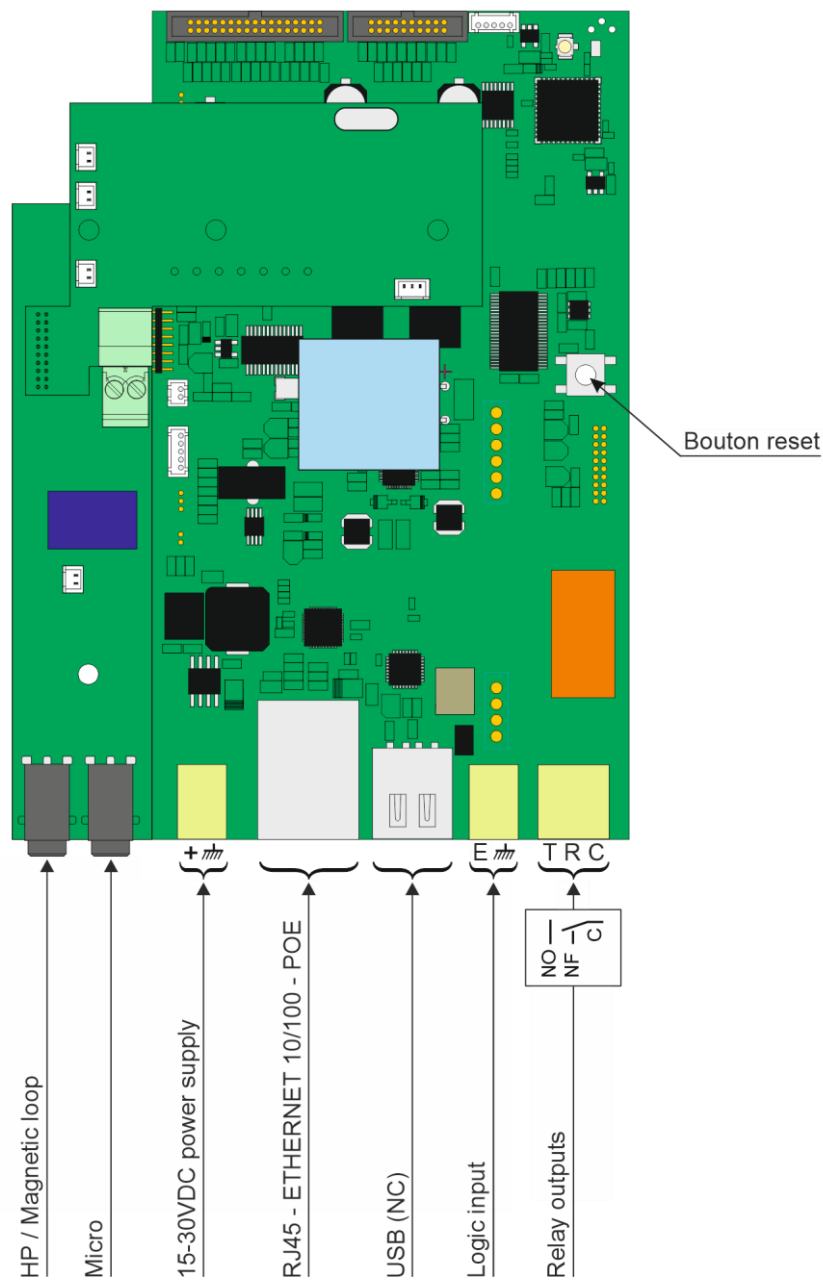 Bouton reset
+
E
T R C
NO
NF
C
HP / Magnetic loop
Micro
15-30VDC power supply
RJ45 - ETHERNET 10/100 - POE
USB (NC)
Logic input
Relay outputs